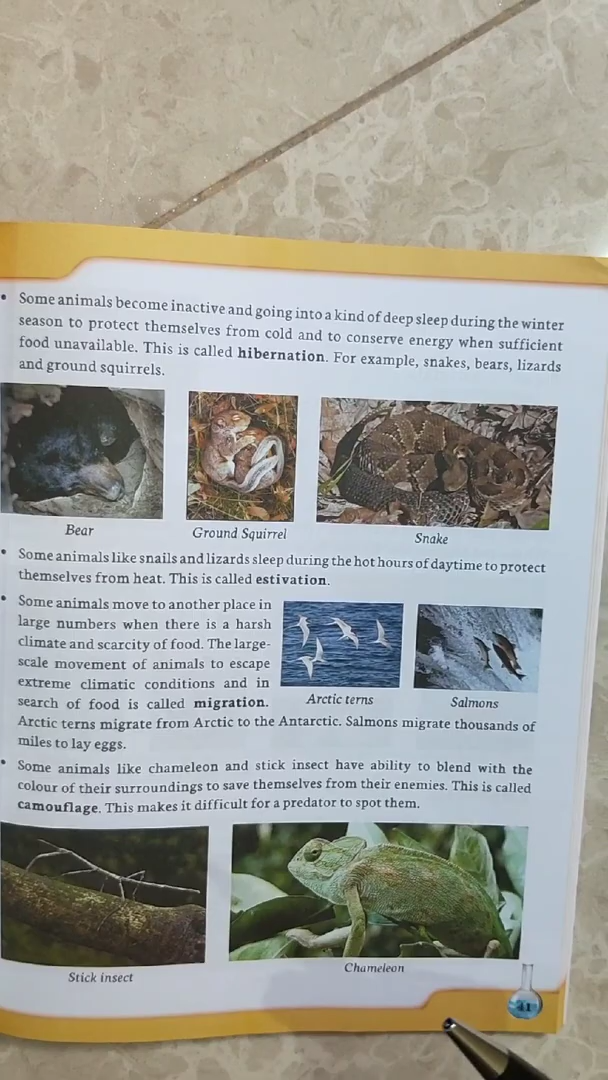 • Some animals become inactive and going into a kind of deep sleep during the winter
season to protect themselves from cold and to conserve energy when sufficient
food unavailable. This is called hibernation. For example, snakes, bears, lizards
and ground squirrels.
Bear
Ground Squirrel
Snake
• Some animals like snails and lizards sleep during the hot hours of daytime to protect
themselves from heat. This is called estivation.
• Some animals move to another place in
large numbers when there is a harsh
climate and scarcity of food. The large-
scale movement of animals to escape
extreme climatic conditions and in
search of food is called migration.
Arctic terns
Salmons
Arctic terns migrate from Arctic to the Antarctic. Salmons migrate thousands of
miles to lay eggs.
• Some animals like chameleon and stick insect have ability to blend with the
colour of their surroundings to save themselves from their enemies. This is called
camouflage. This makes it difficult for a predator to spot them.
Stick insect
Chameleon
41